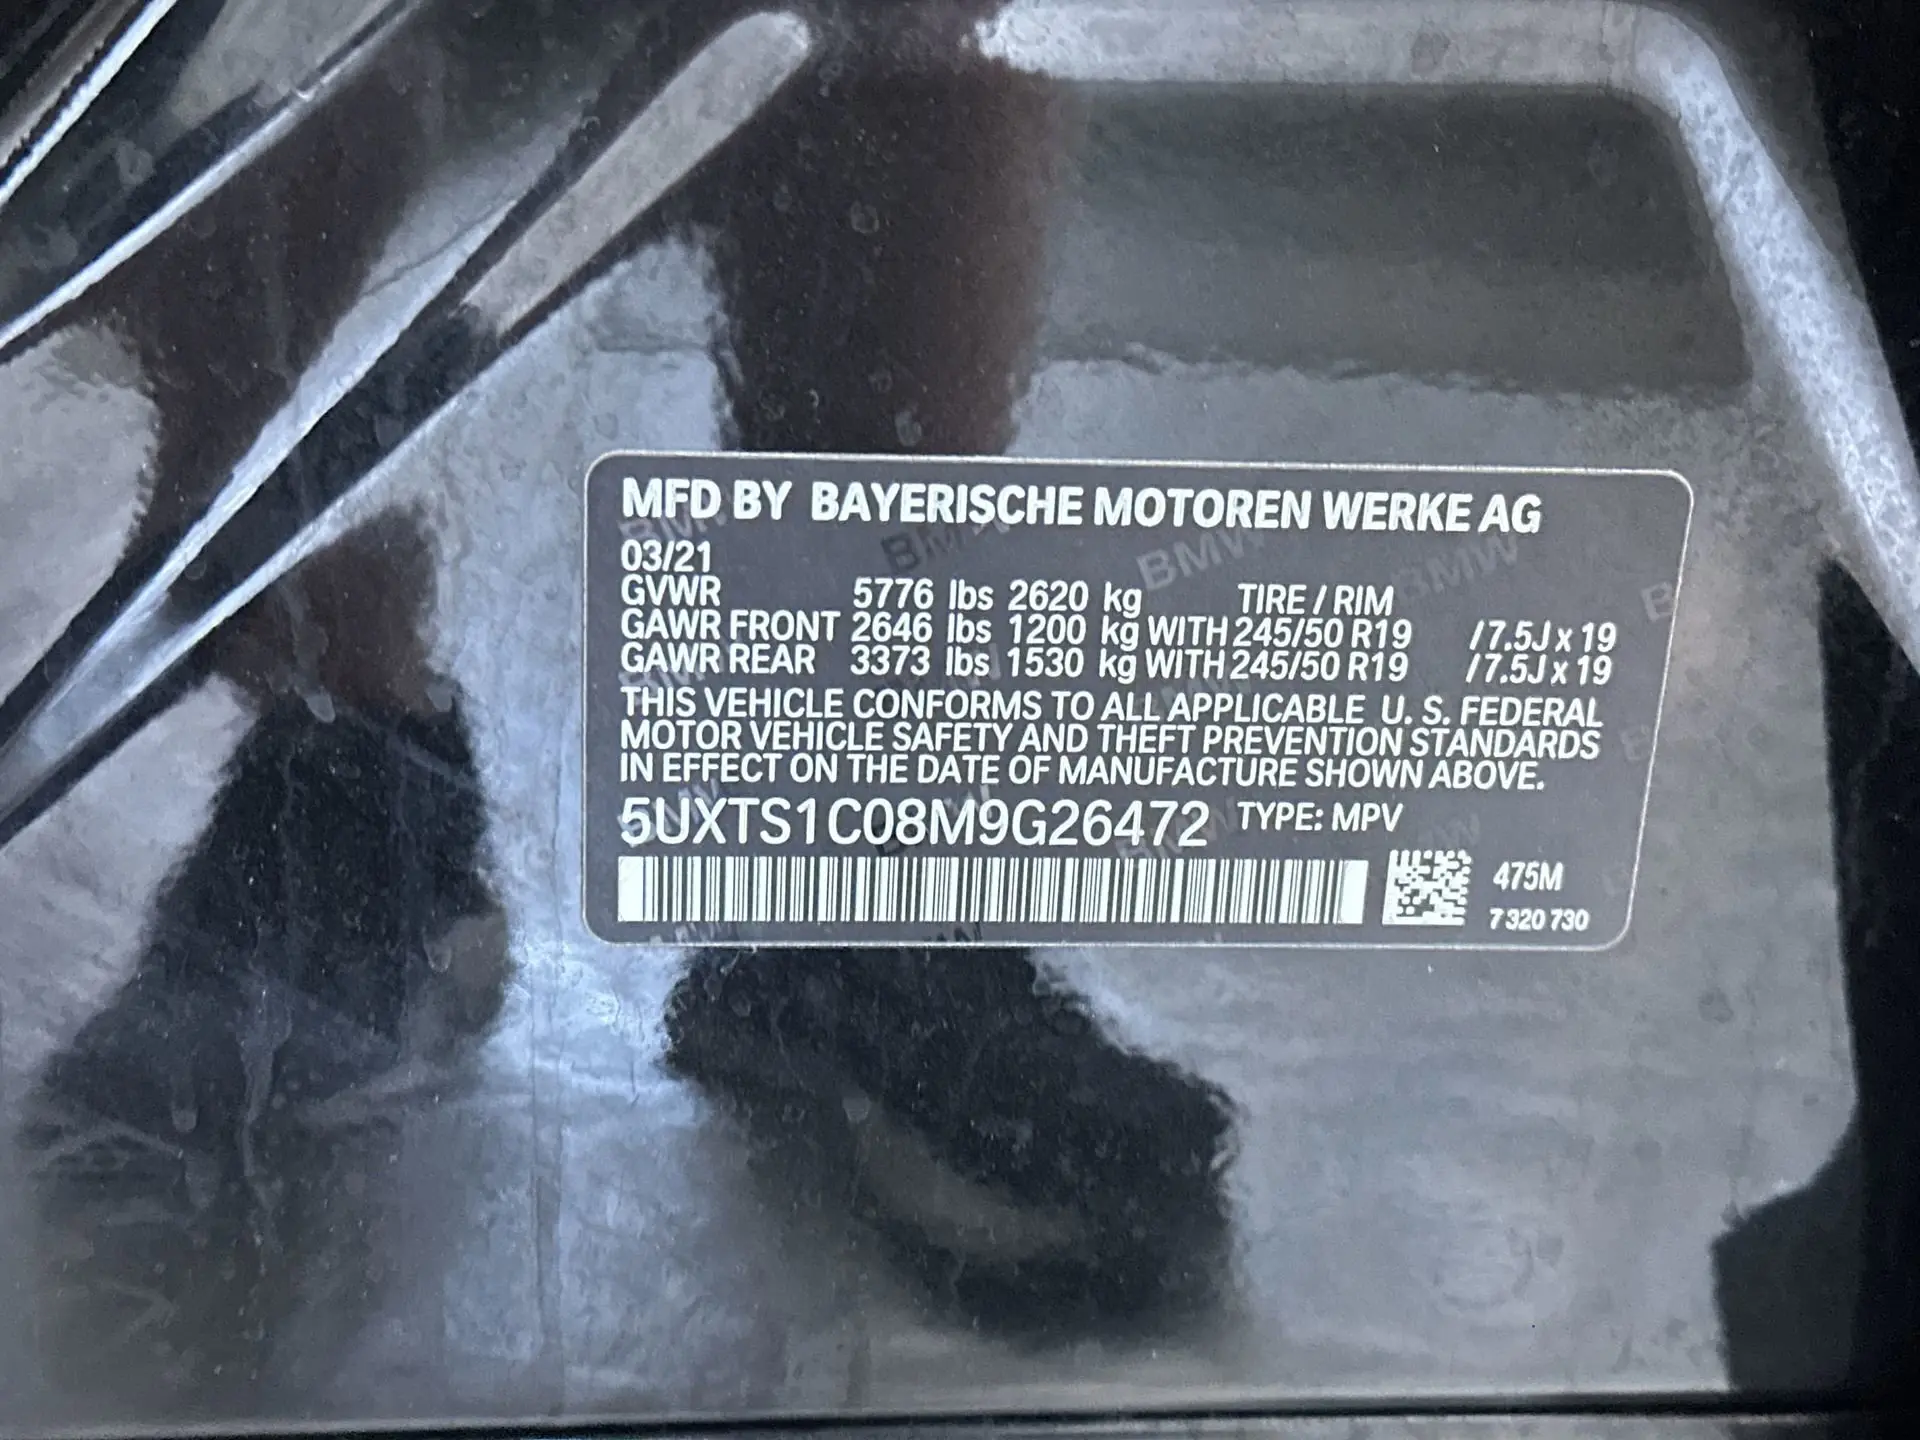 MFD BY BAYERISCHE MOTOREN WERKE AG
03/21
GVWR 5776 lbs 2620 kg TIRE / RIM
GAWR FRONT 2646 lbs 1200 kg WITH 245/50 R19 / 7.5J x 19
GAWR REAR 3373 lbs 1530 kg WITH 245/50 R19 / 7.5J x 19
THIS VEHICLE CONFORMS TO ALL APPLICABLE U. S. FEDERAL
MOTOR VEHICLE SAFETY AND THEFT PREVENTION STANDARDS
IN EFFECT ON THE DATE OF MANUFACTURE SHOWN ABOVE.
5UXTS1C08M9G26472 TYPE: MPV
475M
7 320 730